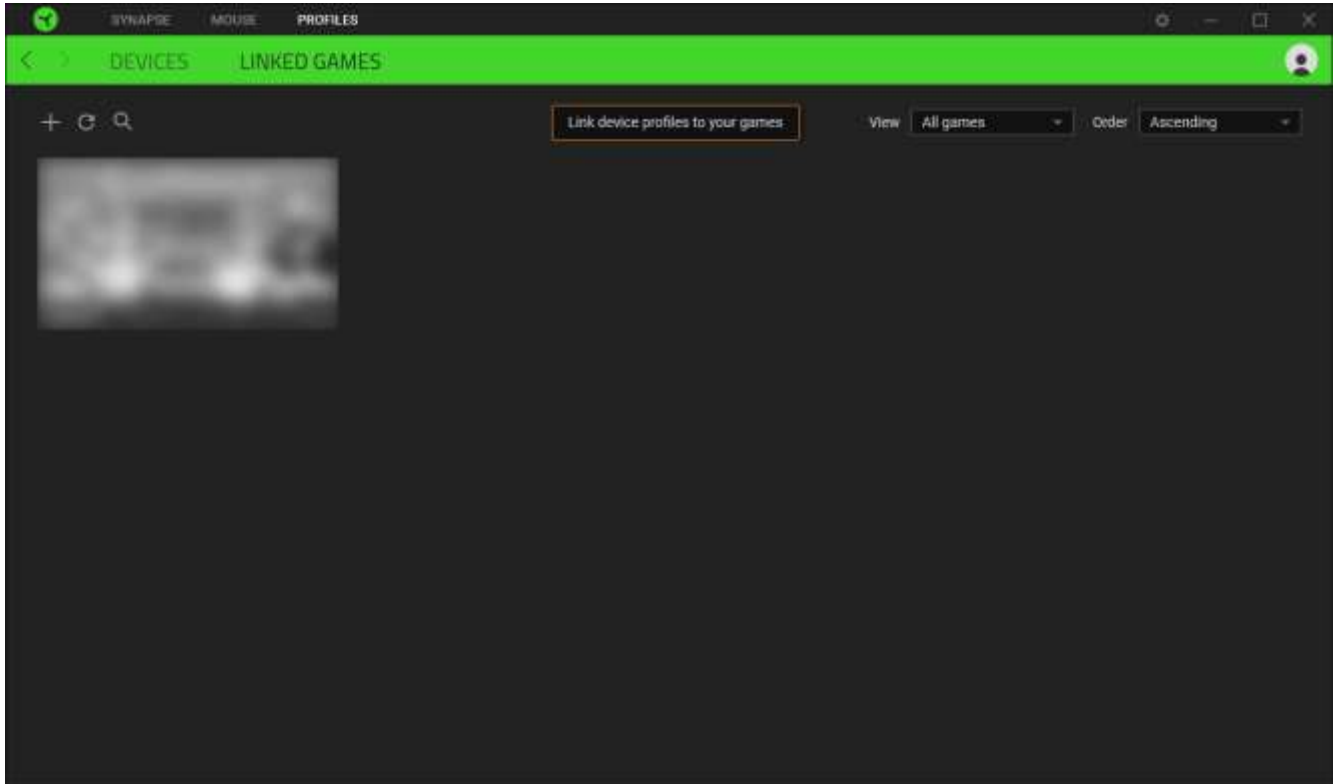 SYNAPSE MOUSE PROFILES
DEVICES LINKED GAMES
Link device profiles to your games View All games Order Ascending